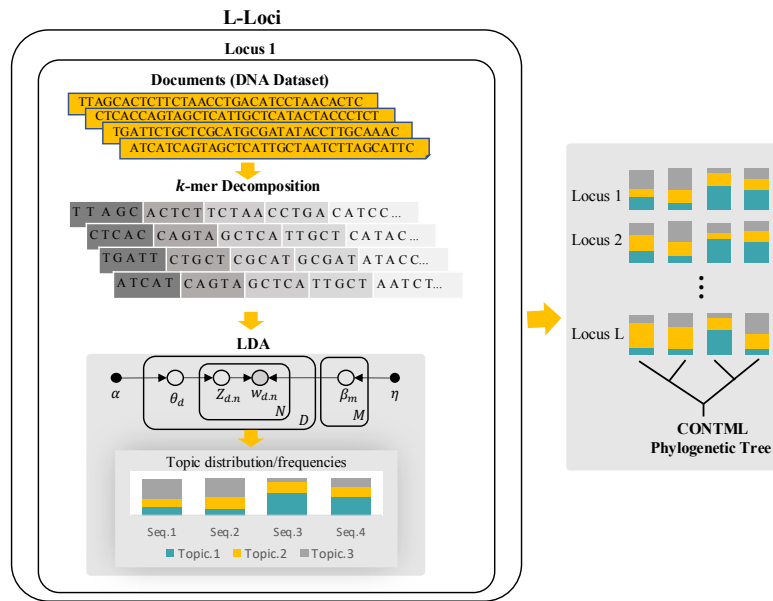 L-Loci
Locus 1
Documents (DNA Dataset)
TTAGCACTCTTCTAACCTGACATCCTAACACTC
CTCACCAGTAGCTCATTGCTCATACTACCCTCT
TGATTCTGCTCGCATGCGATATACCTTGCAAAC
ATCATCAGTAGCTCATTGCTAATCTTAGCATTC
k-mer Decomposition
TTAGC ACTCT TCTAA CCTGA CATCC...
CTCAC CAGTA GCTCA TTGCT CATAC...
TGATT CTGCT CGCAT GCGAT ATACC...
ATCAT CAGTA GCTCA TTGCT AATCT...
LDA
α θd Zd.n wd.n βm η
N D M
Topic distribution/frequencies
Seq.1 Seq.2 Seq.3 Seq.4
Topic.1 Topic.2 Topic.3
Locus 1
Locus 2
Locus L
CONTML
Phylogenetic Tree